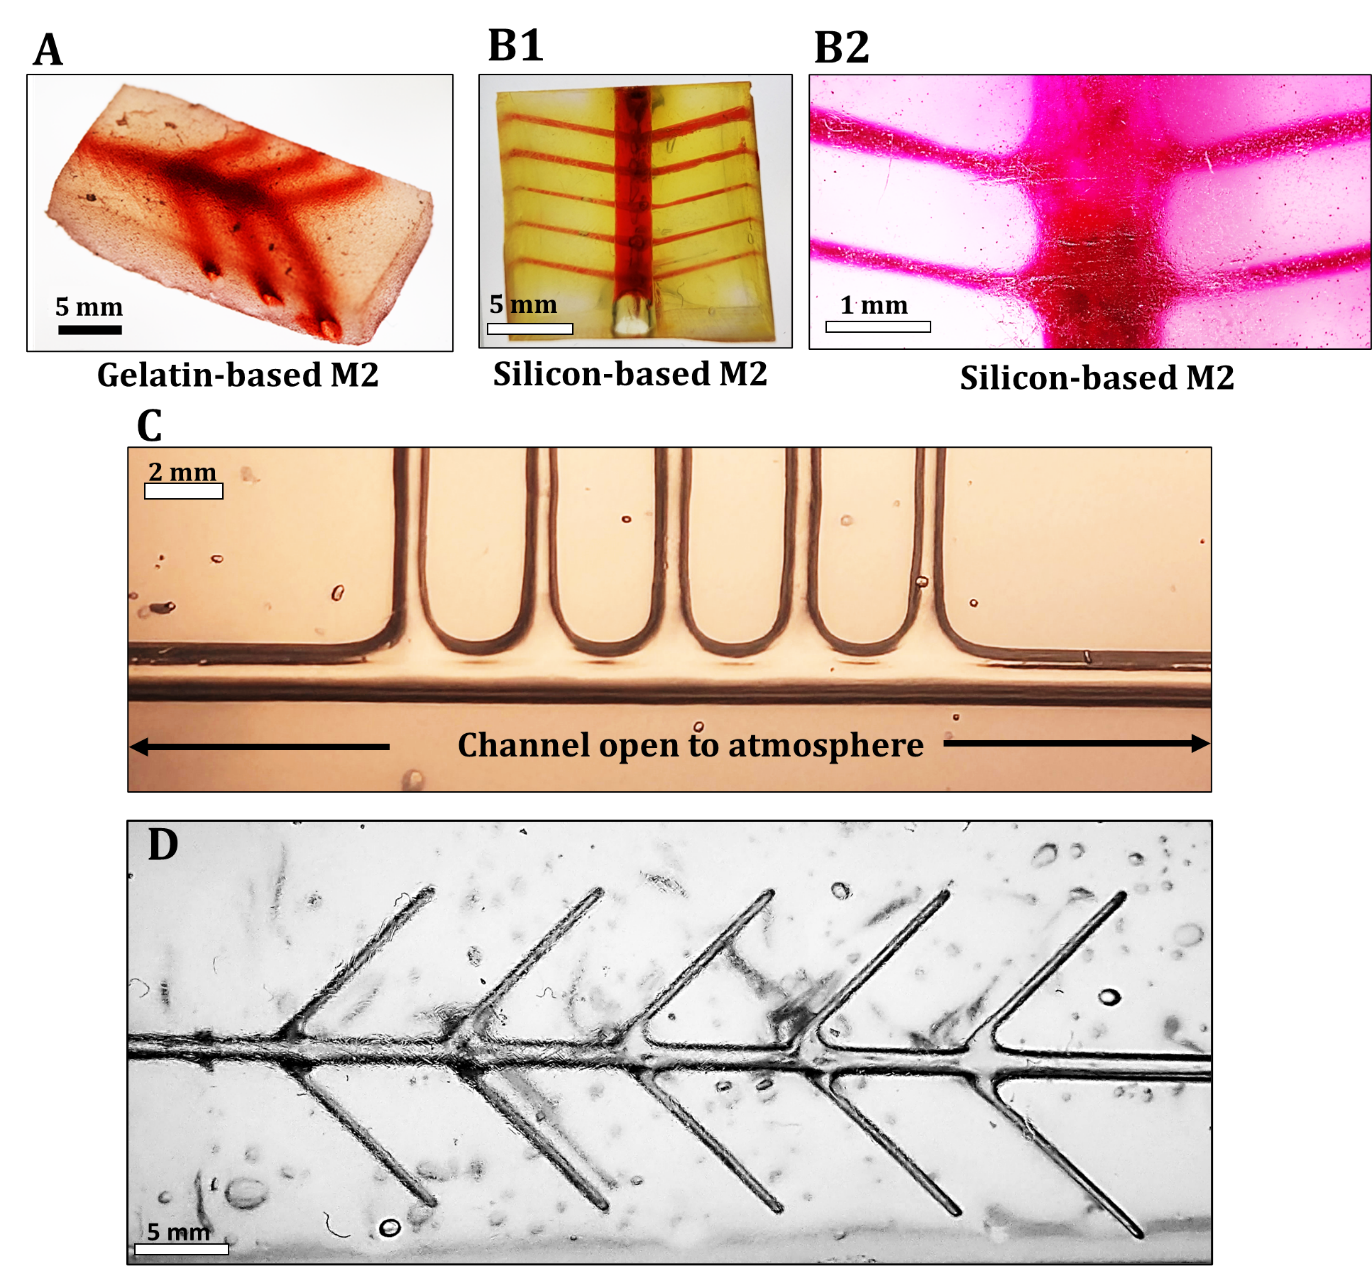 A
B1
B2
5 mm
5 mm
1 mm
Gelatin-based M2
Silicon-based M2
Silicon-based M2
C
2 mm
Channel open to atmosphere
D
5 mm